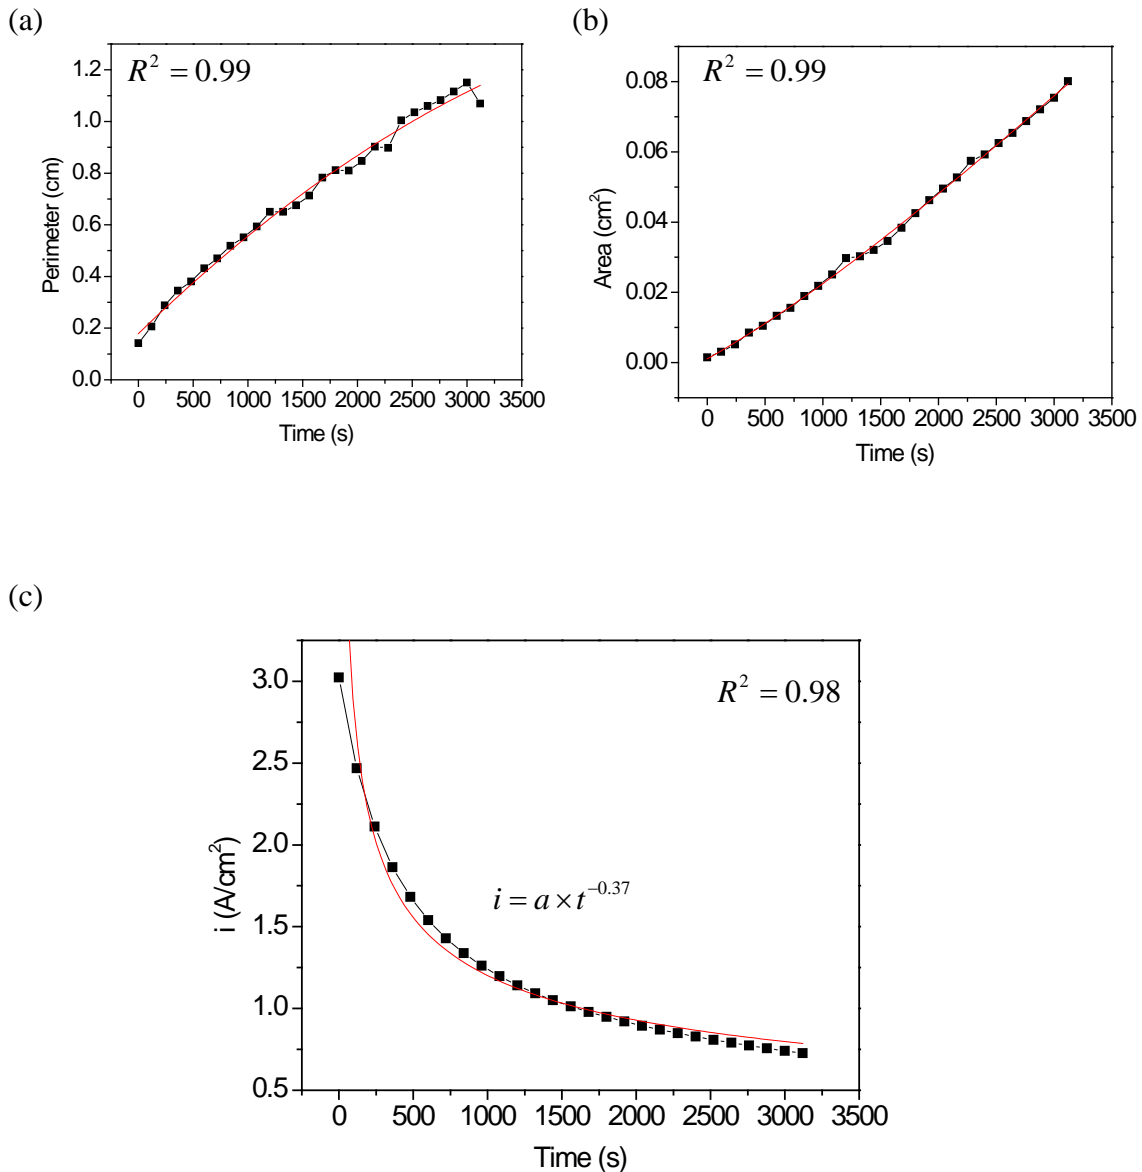 (a)
R² = 0.99
1.2
1.0
0.8
0.6
0.4
0.2
0.0
Perimeter (cm)
0 500 1000 1500 2000 2500 3000 3500
Time (s)
(b)
R² = 0.99
0.08
0.06
0.04
0.02
0.00
Area (cm²)
0 500 1000 1500 2000 2500 3000 3500
Time (s)
(c)
R² = 0.98
3.0
2.5
2.0
1.5
1.0
0.5
i (A/cm²)
i = a × t⁻⁰·³⁷
0 500 1000 1500 2000 2500 3000 3500
Time (s)